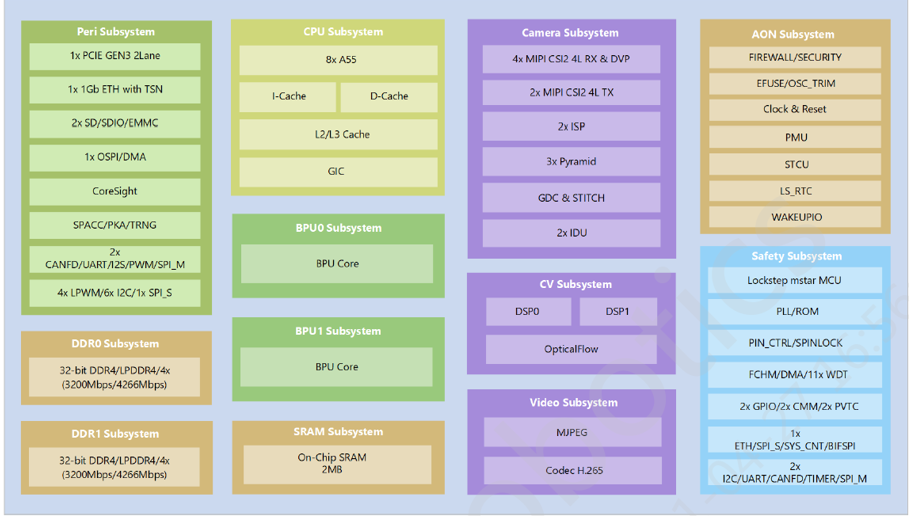 Peri Subsystem
1x PCIE GEN3 2Lane
1x 1Gb ETH with TSN
2x SD/SDIO/EMMC
1x OSPI/DMA
CoreSight
SPACC/PKA/TRNG
2x
CANFD/UART/I2S/PWM/SPI_M
4x LPWM/6x I2C/1x SPI_S
DDR0 Subsystem
32-bit DDR4/LPDDR4/4x
(3200Mbps/4266Mbps)
DDR1 Subsystem
32-bit DDR4/LPDDR4/4x
(3200Mbps/4266Mbps)
CPU Subsystem
8x A55
I-Cache
D-Cache
L2/L3 Cache
GIC
BPU0 Subsystem
BPU Core
BPU1 Subsystem
BPU Core
SRAM Subsystem
On-Chip SRAM
2MB
Camera Subsystem
4x MIPI CSI2 4L RX & DVP
2x MIPI CSI2 4L TX
2x ISP
3x Pyramid
GDC & STITCH
2x IDU
CV Subsystem
DSP0
DSP1
OpticalFlow
Video Subsystem
MJPEG
Codec H.265
AON Subsystem
FIREWALL/SECURITY
EFUSE/OSC_TRIM
Clock & Reset
PMU
STCU
LS_RTC
WAKEUPIO
Safety Subsystem
Lockstep mstar MCU
PLL/ROM
PIN_CTRL/SPINLOCK
FCHM/DMA/11x WDT
2x GPIO/2x CMM/2x PVTC
1x
ETH/SPI_S/SYS_CNT/BIFSPI
2x
I2C/UART/CANFD/TIMER/SPI_M